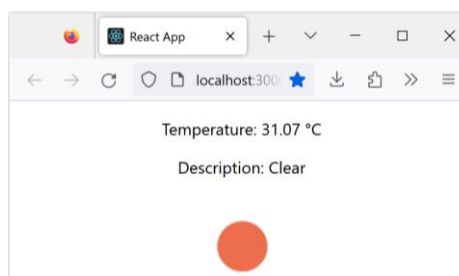 React App
localhost:300
Temperature: 31.07 °C
Description: Clear